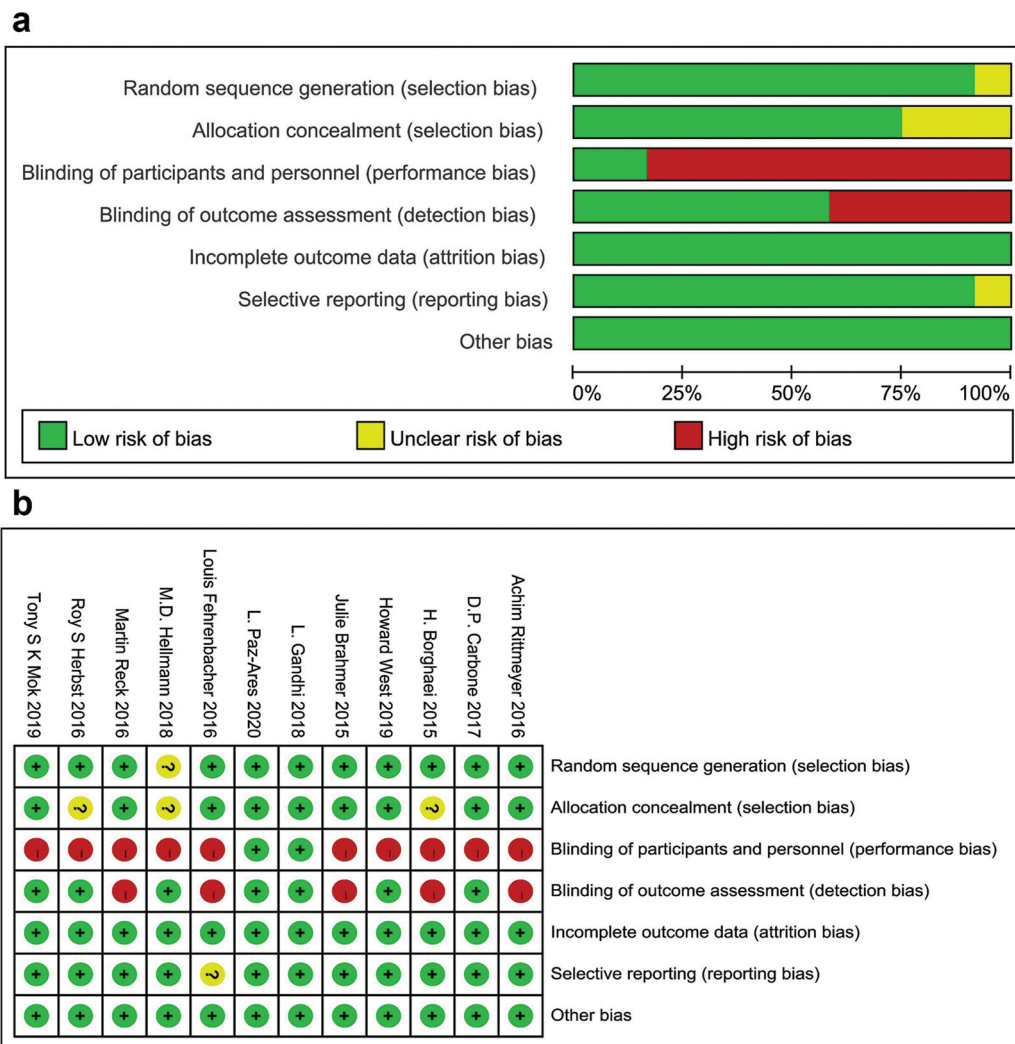 a
Random sequence generation (selection bias)
Allocation concealment (selection bias)
Blinding of participants and personnel (performance bias)
Blinding of outcome assessment (detection bias)
Incomplete outcome data (attrition bias)
Selective reporting (reporting bias)
Other bias
0% 25% 50% 75% 100%
Low risk of bias Unclear risk of bias High risk of bias
b
Tony S K Mok 2019
Roy S Herbst 2016
Martin Reck 2016
M.D. Hellmann 2018
Louis Fehrenbacher 2016
L. Paz-Ares 2020
L. Gandhi 2018
Julie Brahmer 2015
Howard West 2019
H. Borghaei 2015
D.P. Carbone 2017
Achim Rittmeyer 2016
+ + + ? + + + + + + + + Random sequence generation (selection bias)
+ ? + ? + + + + + ? + + Allocation concealment (selection bias)
– – – – – + + – – – – – Blinding of participants and personnel (performance bias)
+ + – + – + + – + – + – Blinding of outcome assessment (detection bias)
+ + + + + + + + + + + + Incomplete outcome data (attrition bias)
+ + + + ? + + + + + + + Selective reporting (reporting bias)
+ + + + + + + + + + + + Other bias